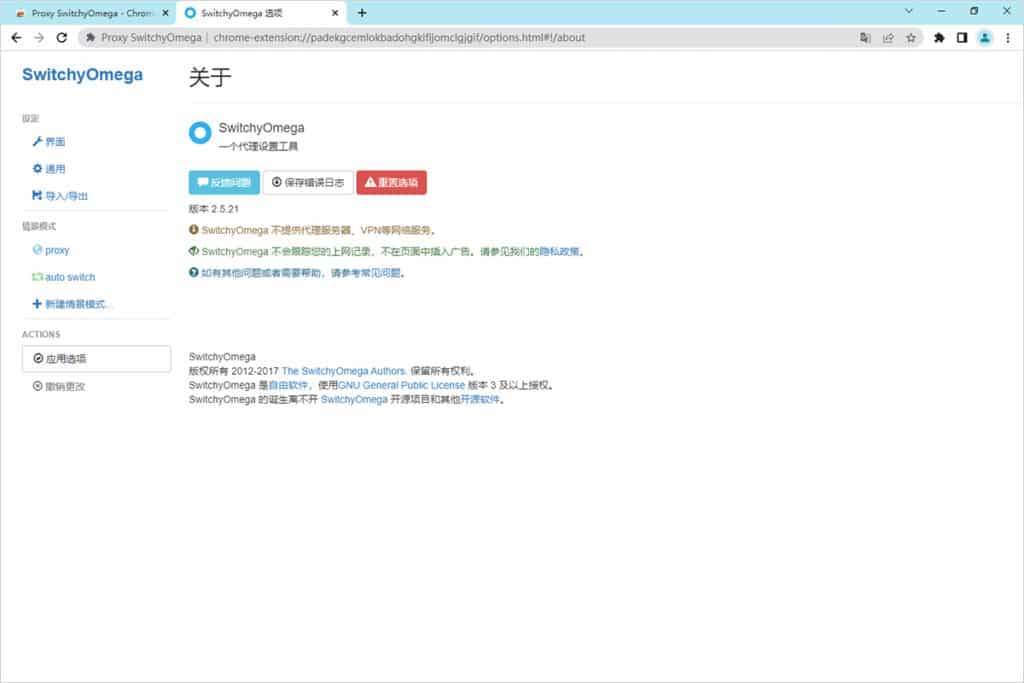 Proxy SwitchyOmega - Chrom
SwitchyOmega 选项
Proxy SwitchyOmega | chrome-extension://padekgcemlokbadohgkifijomclgjgif/options.html#!/about
SwitchyOmega
关于
设定
界面
通用
导入/导出
情景模式
proxy
auto switch
新建情景模式...
ACTIONS
应用选项
撤销更改
SwitchyOmega
一个代理设置工具
反馈问题 保存错误日志 重置选项
版本 2.5.21
SwitchyOmega 不提供代理服务器、VPN等网络服务。
SwitchyOmega 不会跟踪您的上网记录，不在页面中插入广告。请参见我们的隐私政策。
如有其他问题或者需要帮助，请参考常见问题。
SwitchyOmega
版权所有 2012-2017 The SwitchyOmega Authors. 保留所有权利。
SwitchyOmega 是自由软件，使用GNU General Public License 版本 3 及以上授权。
SwitchyOmega 的诞生离不开 SwitchyOmega 开源项目和其他开源软件。